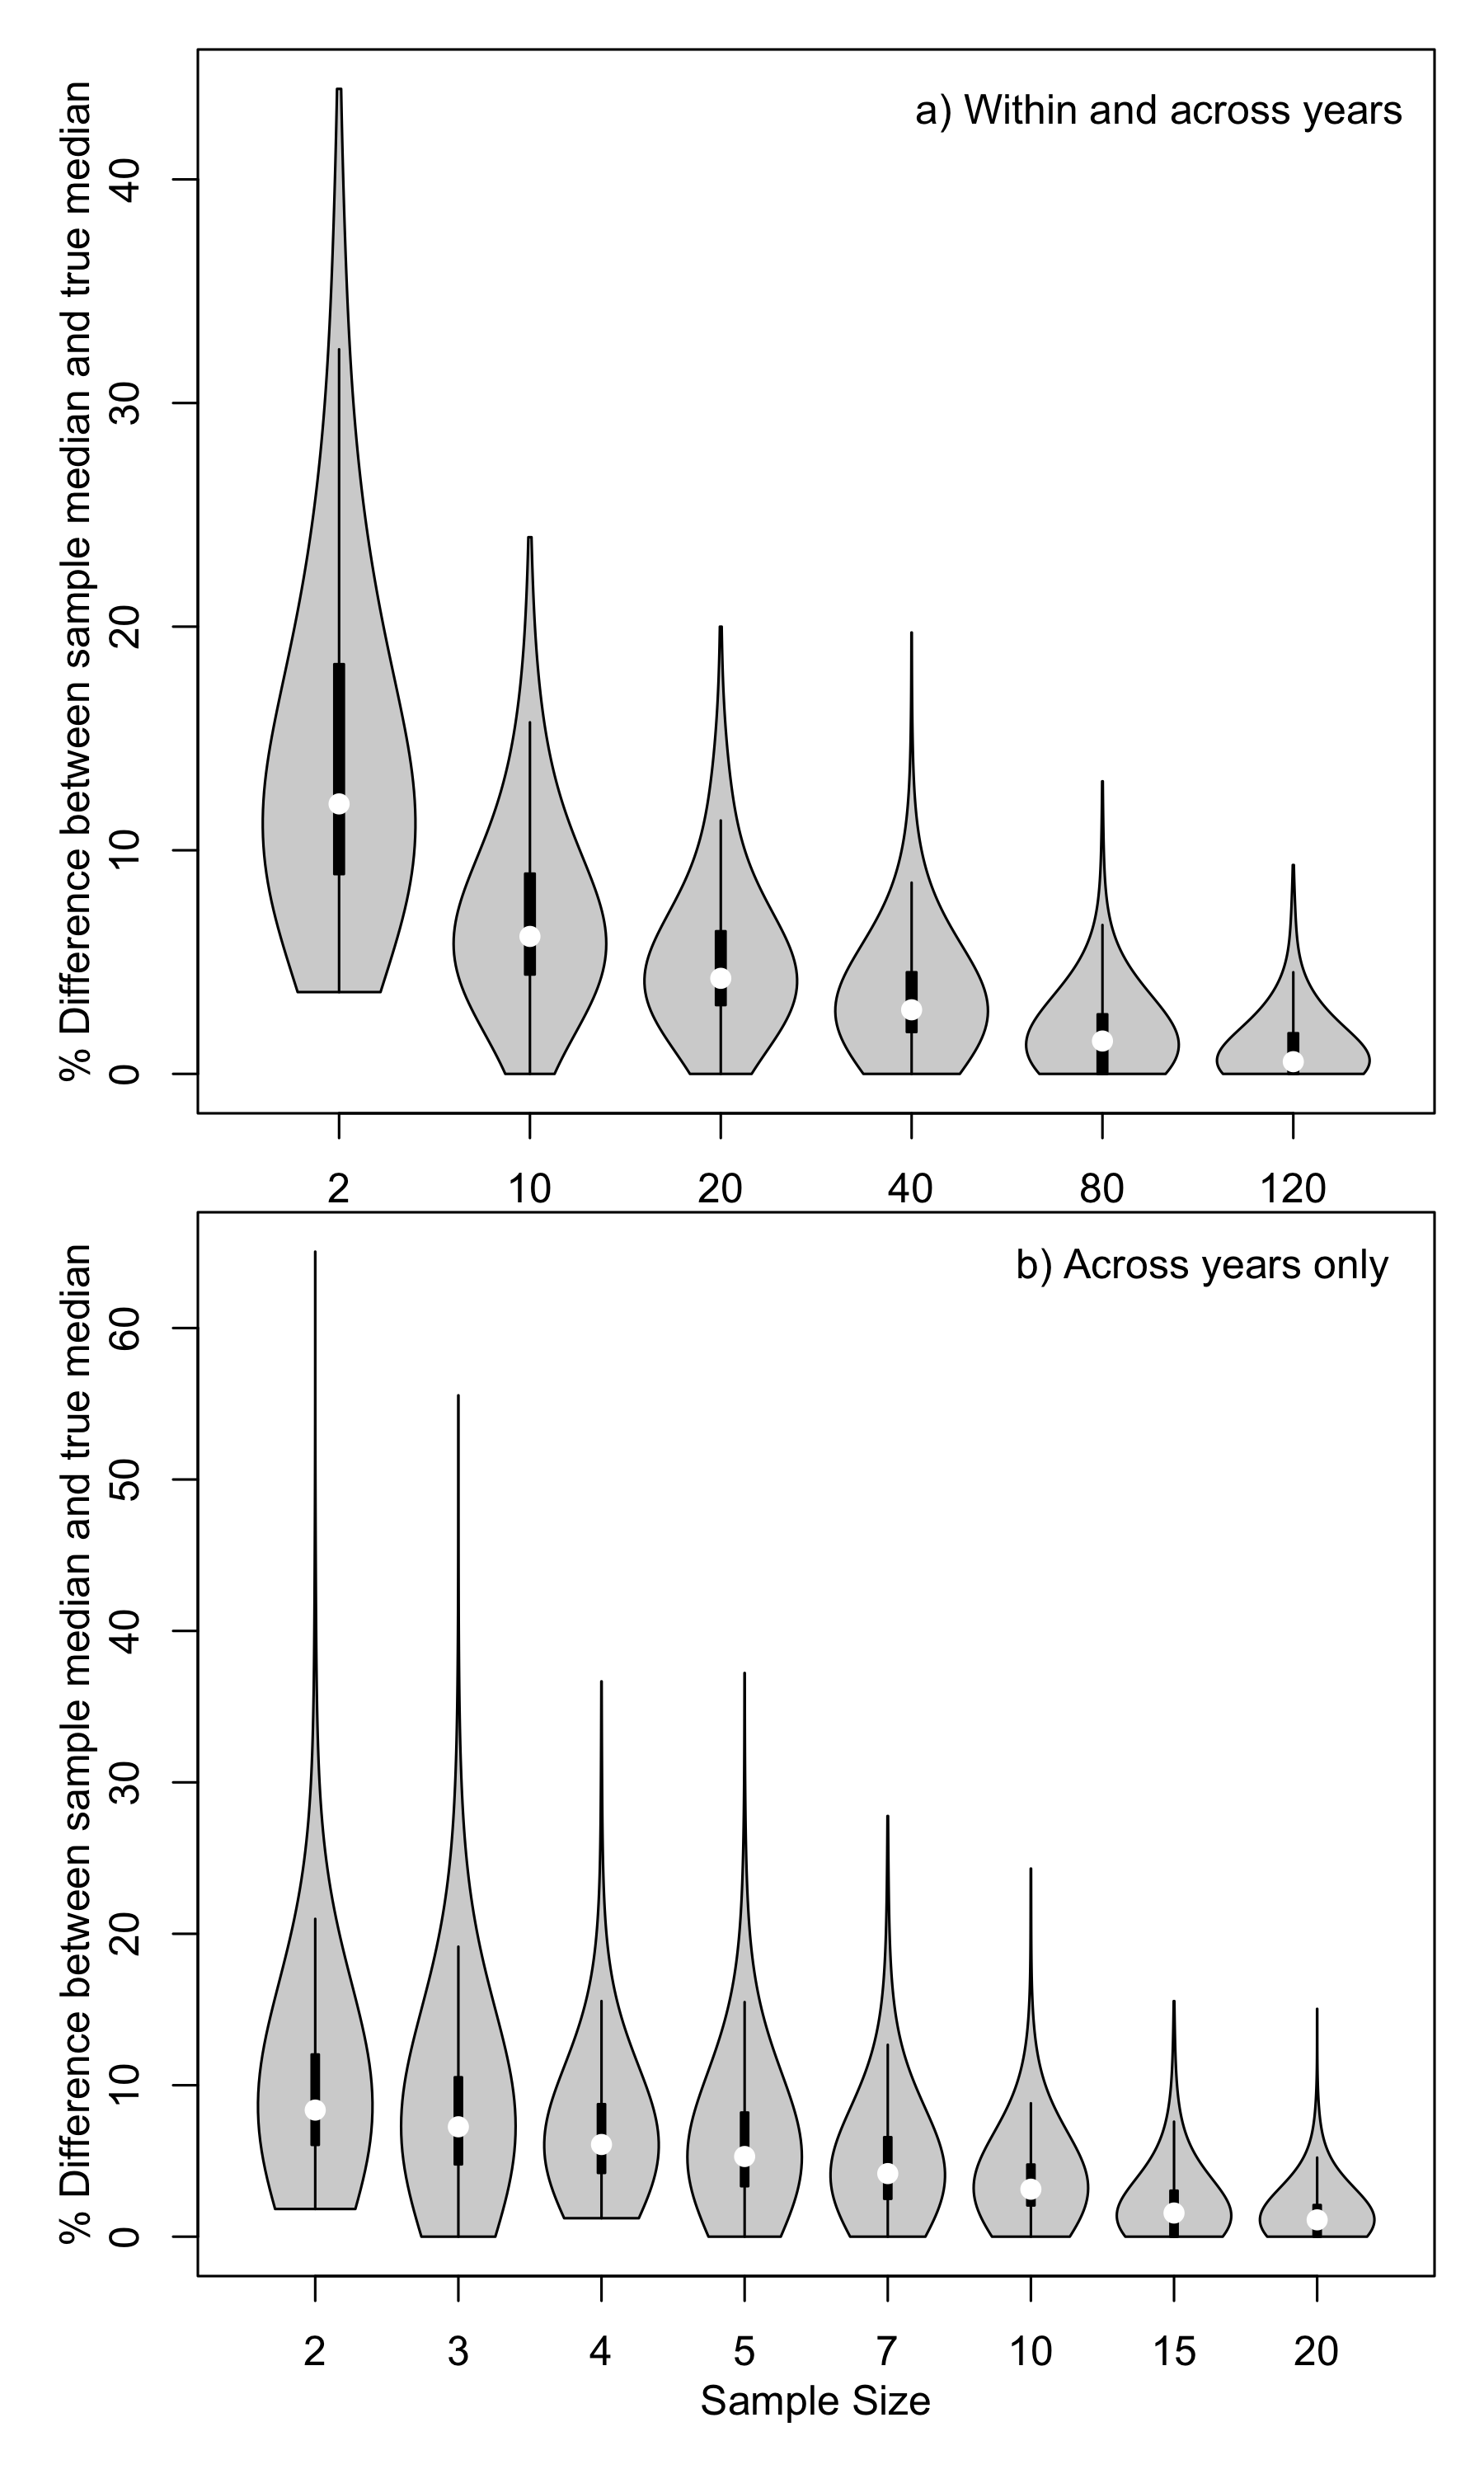 a) Within and across years
% Difference between sample median and true median
40
30
20
10
0
2 10 20 40 80 120
b) Across years only
% Difference between sample median and true median
60
50
40
30
20
10
0
2 3 4 5 7 10 15 20
Sample Size